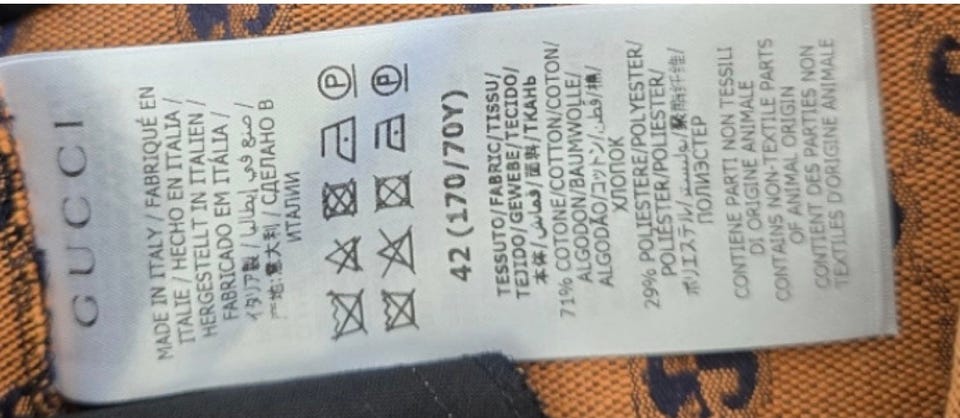 GUCCI
MADE IN ITALY / FABRIQUÉ EN
ITALIE / HECHO EN ITALIA /
HERGESTELLT IN ITALIEN /
FABRICADO EM ITÁLIA /
イタリア製 / صنع في إيطاليا /
产地:意大利 / СДЕЛАНО В
ИТАЛИИ
P
P
42 (170/70Y)
TESSUTO/FABRIC/TISSU/
TEJIDO/GEWEBE/TECIDO/
本体/قماش/面料/ТКАНЬ
71% COTONE/COTTON/COTON/
ALGODON/BAUMWOLLE/
ALGODÃO/コットン/قطن/棉/
ХЛОПОК
29% POLIESTERE/POLYESTER/
POLIESTER/POLIESTER/
ポリエステル/بوليستر/聚酯纤维/
ПОЛИЭСТЕР
CONTIENE PARTI NON TESSILI
DI ORIGINE ANIMALE
CONTAINS NON-TEXTILE PARTS
OF ANIMAL ORIGIN
CONTIENT DES PARTIES NON
TEXTILES D'ORIGINE ANIMALE